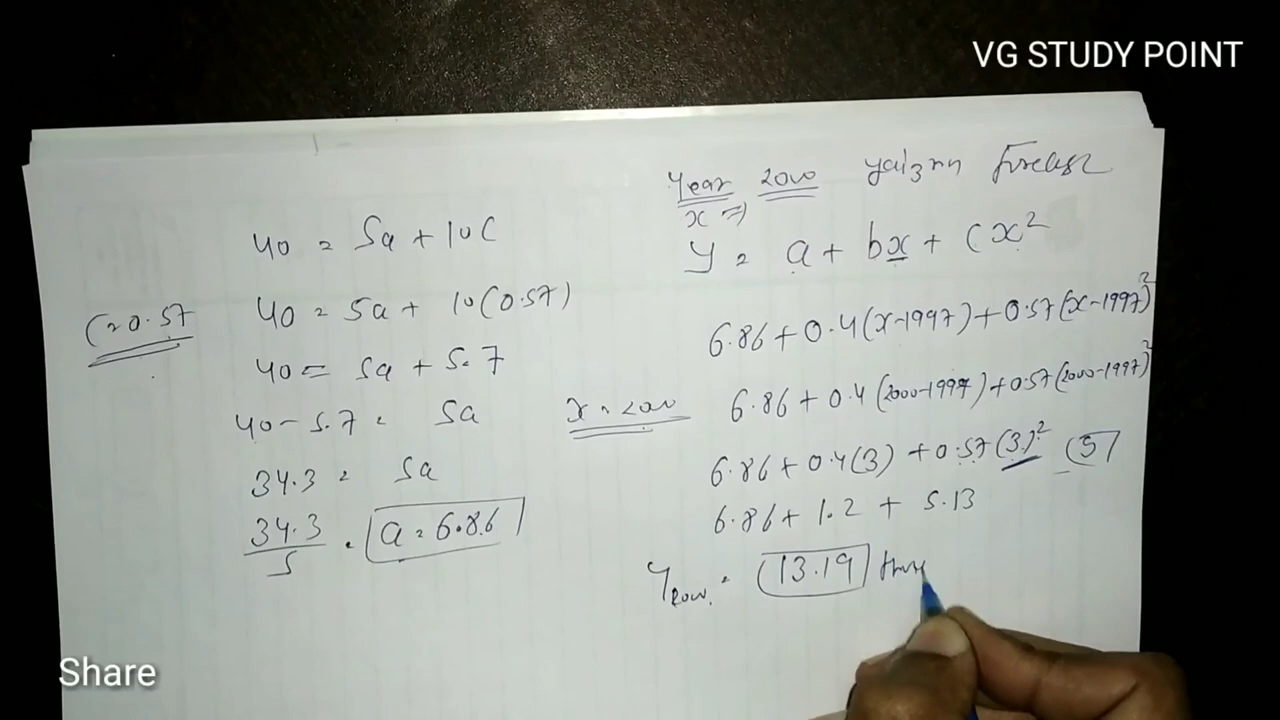 VG STUDY POINT
40 = 5a + 10C
40 = 5a + 10(0.57)
C = 0.57
40 = 5a + 5.7
40 - 5.7 = 5a
34.3 = 5a
34.3/5 = a = 6.86
Year 2000
x ⇒
y = a + bx + cx²
6.86 + 0.4(x-1997) + 0.57(x-1997)²
x = 2000
6.86 + 0.4(2000-1997) + 0.57(2000-1997)²
6.86 + 0.4(3) + 0.57(3)²
6.86 + 1.2 + 5.13
Y2000 = 13.19
Share